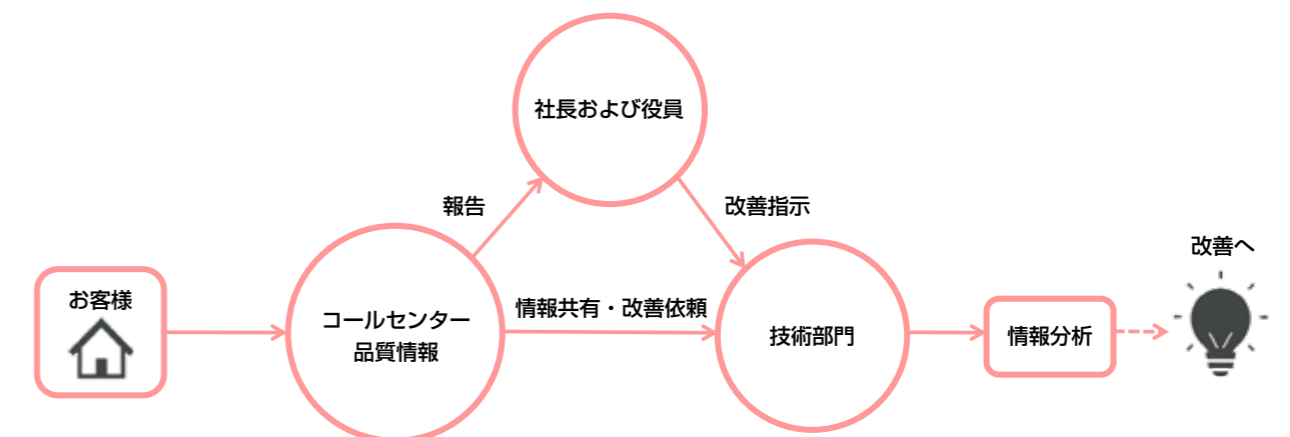 社長および役員
報告
改善指示
改善へ
お客様
コールセンター
品質情報
情報共有・改善依頼
技術部門
情報分析